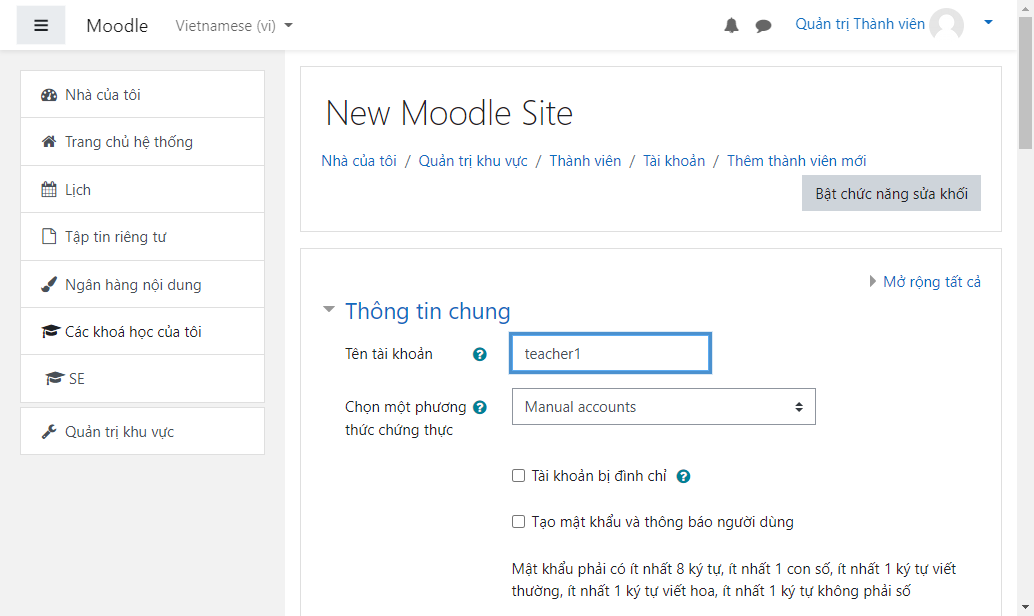 Moodle Vietnamese (vi) Quản trị Thành viên
Nhà của tôi
Trang chủ hệ thống
Lịch
Tập tin riêng tư
Ngân hàng nội dung
Các khoá học của tôi
SE
Quản trị khu vực
New Moodle Site
Nhà của tôi / Quản trị khu vực / Thành viên / Tài khoản / Thêm thành viên mới
Bật chức năng sửa khối
Mở rộng tất cả
Thông tin chung
Tên tài khoản teacher1
Chọn một phương Manual accounts
thức chứng thực
Tài khoản bị đình chỉ
Tạo mật khẩu và thông báo người dùng
Mật khẩu phải có ít nhất 8 ký tự, ít nhất 1 con số, ít nhất 1 ký tự viết
thường, ít nhất 1 ký tự viết hoa, ít nhất 1 ký tự không phải số